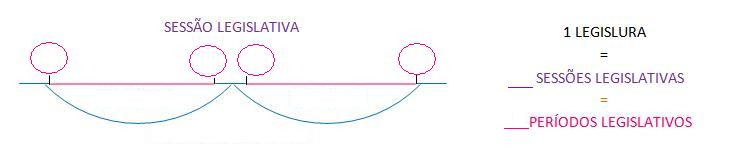 SESSÃO LEGISLATIVA
1 LEGISLURA
=
___ SESSÕES LEGISLATIVAS
=
___PERÍODOS LEGISLATIVOS